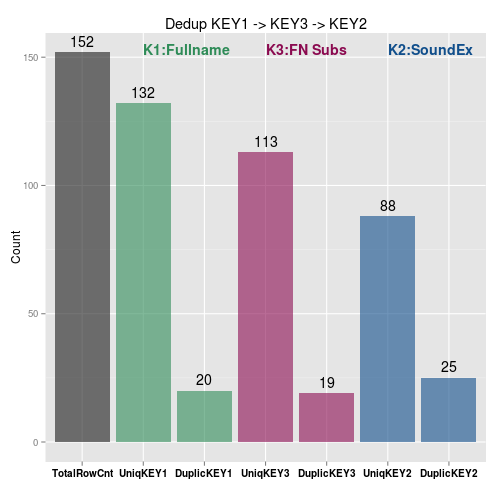 Dedup KEY1 -> KEY3 -> KEY2
K1:Fullname K3:FN Subs K2:SoundEx
152
132
20
113
19
88
25
Count
150
100
50
0
TotalRowCnt UniqKEY1 DuplicKEY1 UniqKEY3 DuplicKEY3 UniqKEY2 DuplicKEY2